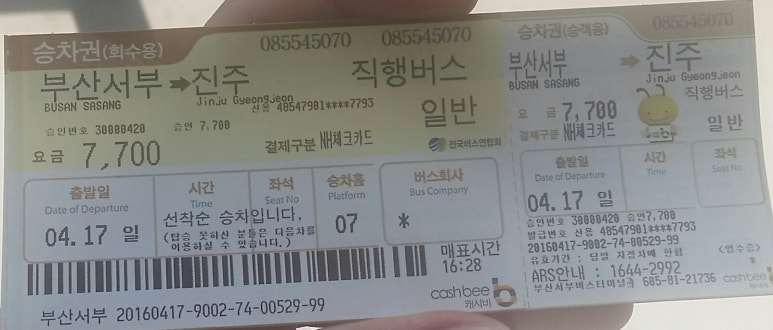 승차권(회수용)
085545070 085545070
부산서부 ➡ 진주 직행버스
BUSAN SASANG Jinju Gyeongjeon
신용 48547901****7793 일반
승인번호 30000420 승인 7,700
요금 7,700 결제구분 NH체크카드
전국버스연합회
출발일 시간 좌석 승차홈 버스회사
Date of Departure Time Seat No Platform Bus Company
04.17 일 선착순 승차입니다. 07 *
(탑승 못하신 분들은 다음차를
이용하실 수 있습니다.)
매표시간
16:28
cashbee
캐시비
부산서부 20160417-9002-74-00529-99
승차권(승객용)
085545070
부산서부 ➡ 진주
BUSAN SASANG Jinju Gyeongjeon
직행버스
요금 7,700
결제구분 NH체크카드 일반
출발일 시간 좌석
Date of Departure Time Seat No
04.17 일
승인번호 30000420 승인7,700
발급번호 신용 48547901****7793
20160417-9002-74-00529-99
유효기간 : 당일 지정차에 한함 <영수증>
ARS안내 : 1644-2992 *
부산서부버스터미널 605-81-21736
cashbee
캐시비